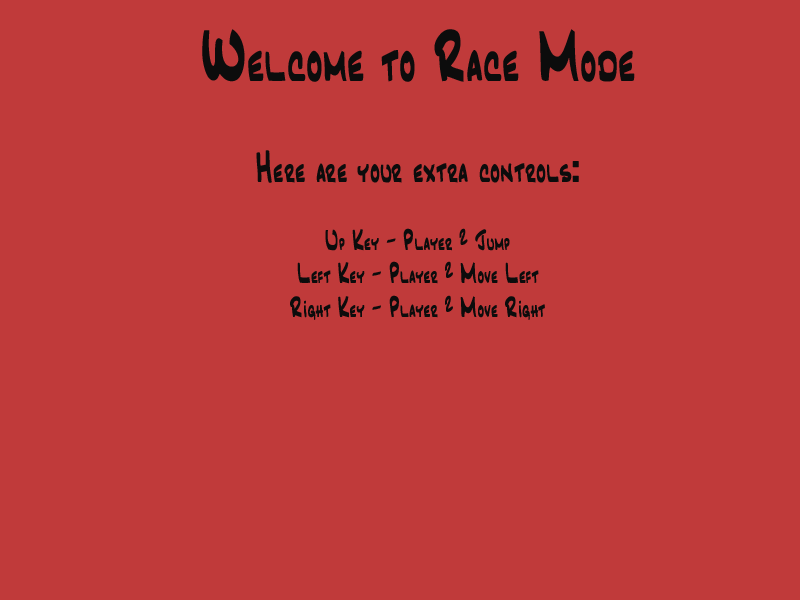 Welcome to Race Mode
Here are your extra controls:
Up Key - Player 2 Jump
Left Key - Player 2 Move Left
Right Key - Player 2 Move Right